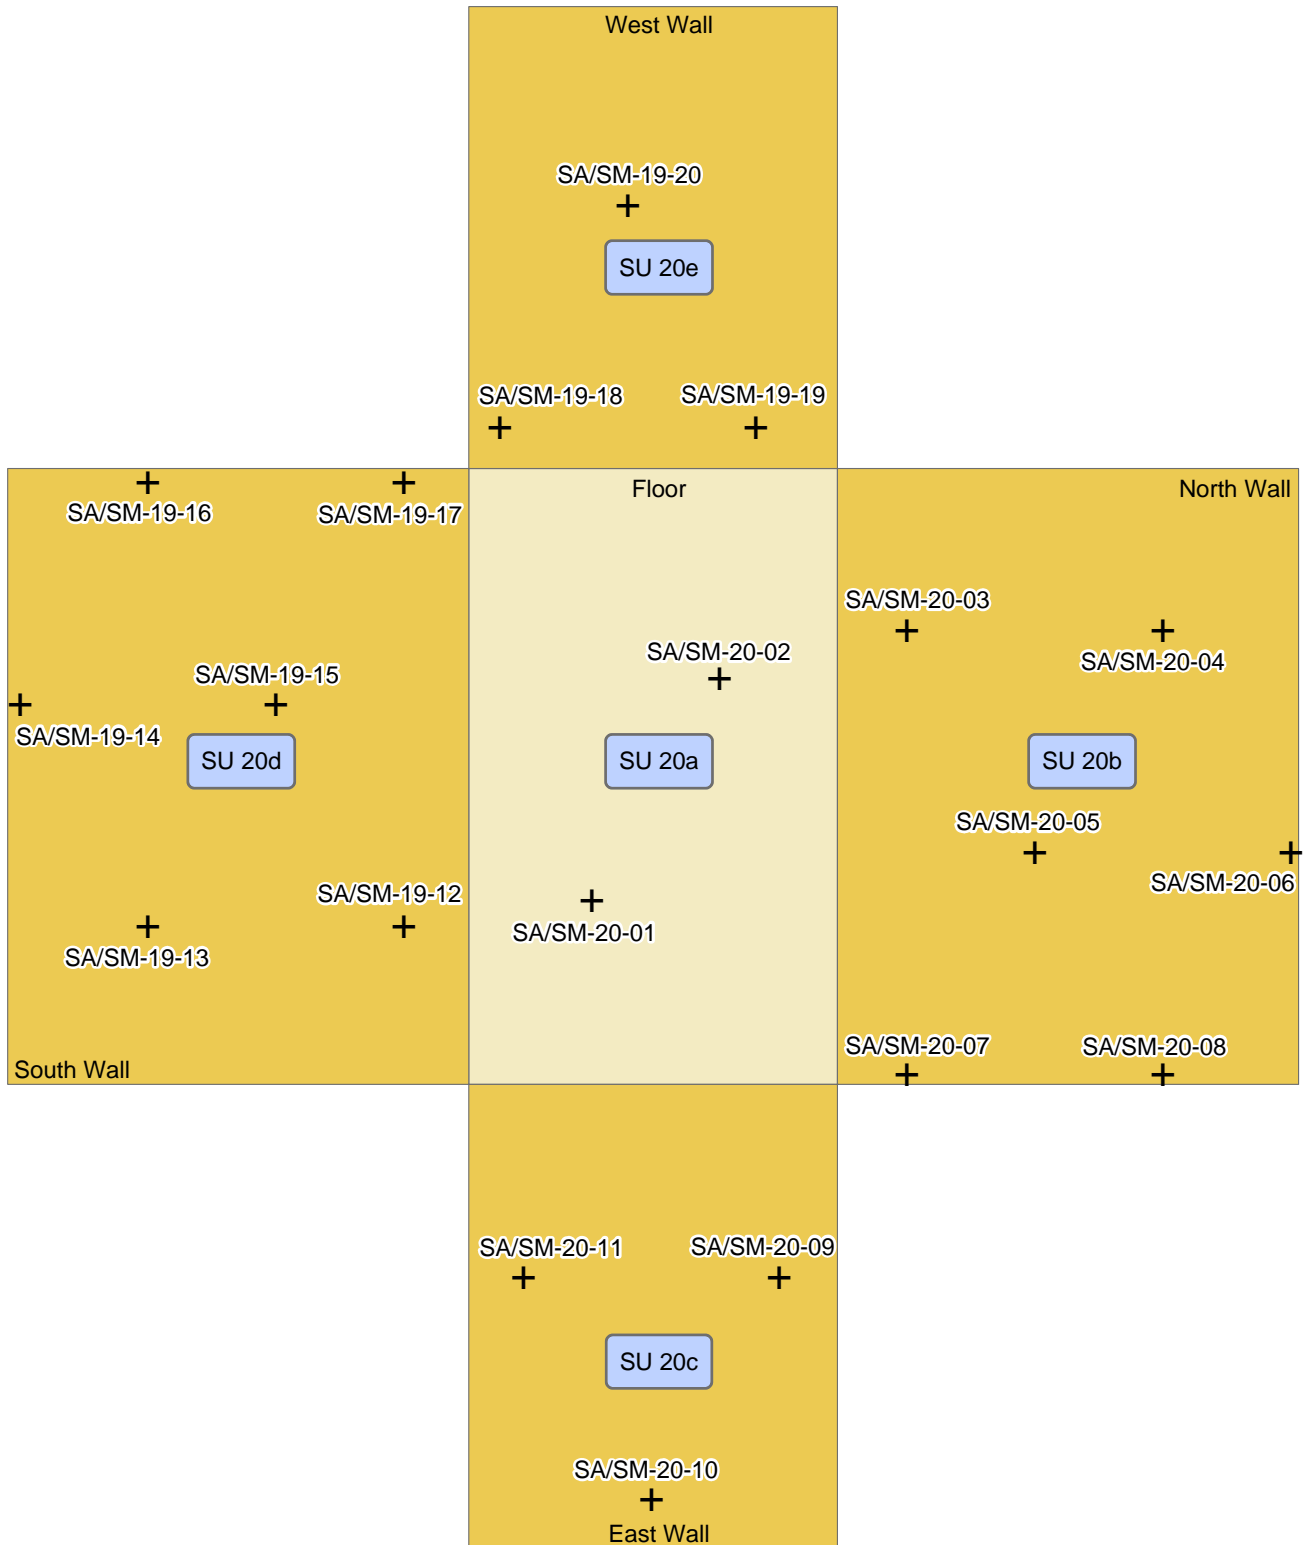 West Wall
SA/SM-19-20
SU 20e
SA/SM-19-18
SA/SM-19-19
SA/SM-19-16
SA/SM-19-17
Floor
North Wall
SA/SM-20-03
SA/SM-20-04
SA/SM-20-02
SA/SM-19-15
SA/SM-19-14
SU 20d
SU 20a
SU 20b
SA/SM-20-05
SA/SM-20-06
SA/SM-19-12
SA/SM-19-13
SA/SM-20-01
South Wall
SA/SM-20-07
SA/SM-20-08
SA/SM-20-11
SA/SM-20-09
SU 20c
SA/SM-20-10
East Wall